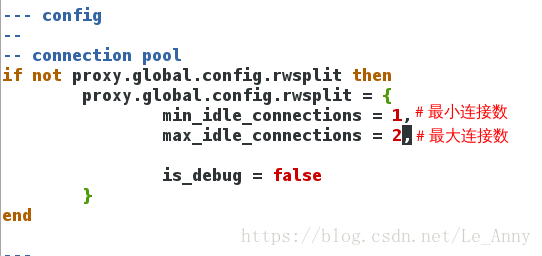 --- config
--
-- connection pool
if not proxy.global.config.rwsplit then
proxy.global.config.rwsplit = {
min_idle_connections = 1, # 最小连接数
max_idle_connections = 2, # 最大连接数
is_debug = false
}
end
https://blog.csdn.net/Le_Anny
---